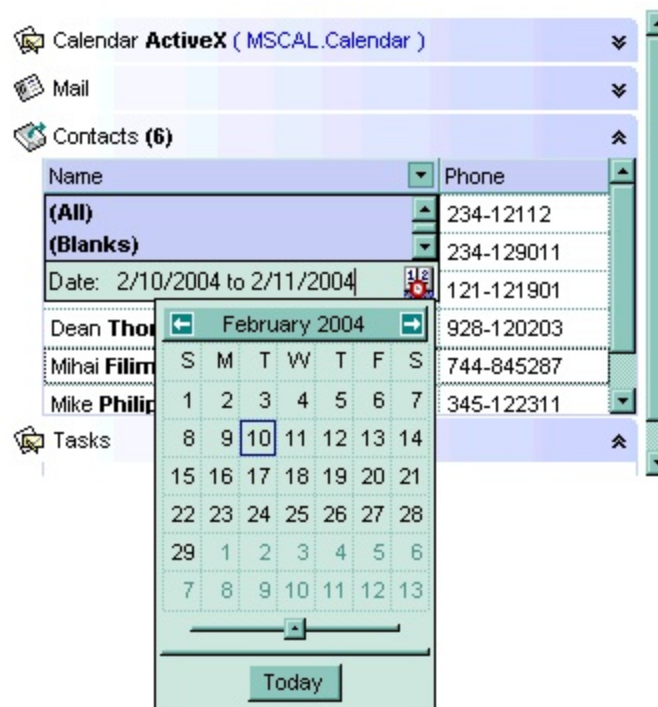 Calendar ActiveX ( MSCAL.Calendar )
Mail
Contacts (6)
Name Phone
(All) 234-12112
(Blanks) 234-129011
Date: 2/10/2004 to 2/11/2004 121-121901
Dean Thor 928-120203
Mihai Filim 744-845287
Mike Philip 345-122311
Tasks
February 2004
S M T W T F S
1 2 3 4 5 6 7
8 9 10 11 12 13 14
15 16 17 18 19 20 21
22 23 24 25 26 27 28
29 1 2 3 4 5 6
7 8 9 10 11 12 13
Today